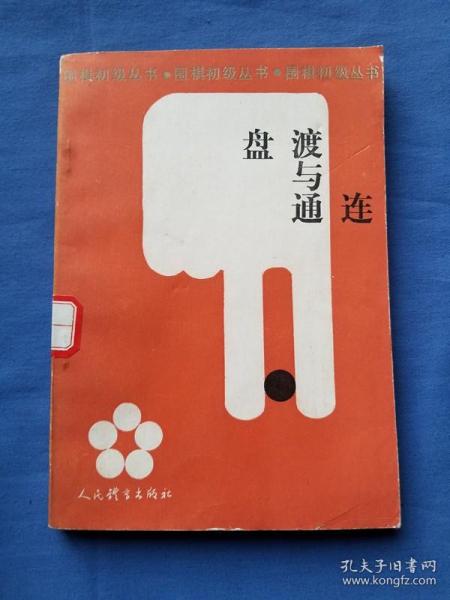 围棋初级丛书●围棋初级丛书●围棋初级丛书
盘 渡
与
通 连
人民體育出版社
孔夫子旧书网
www.kongfz.com